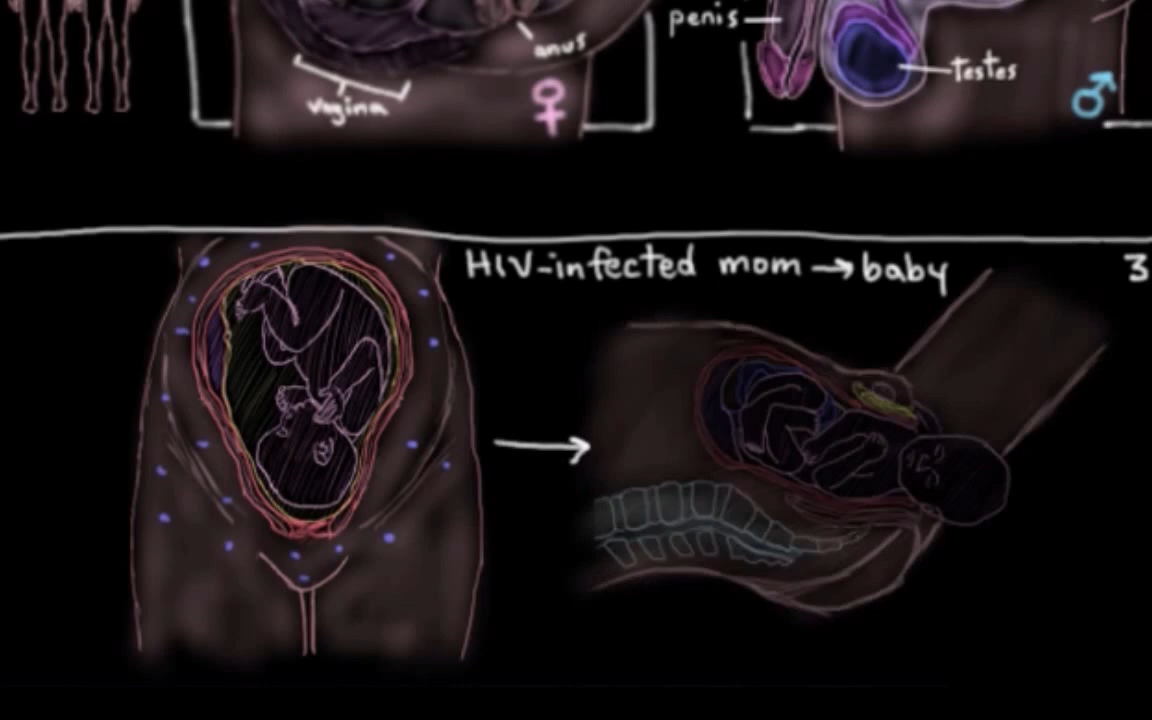 penis
anus
testes
vagina
♀
♂
HIV-infected mom → baby
3